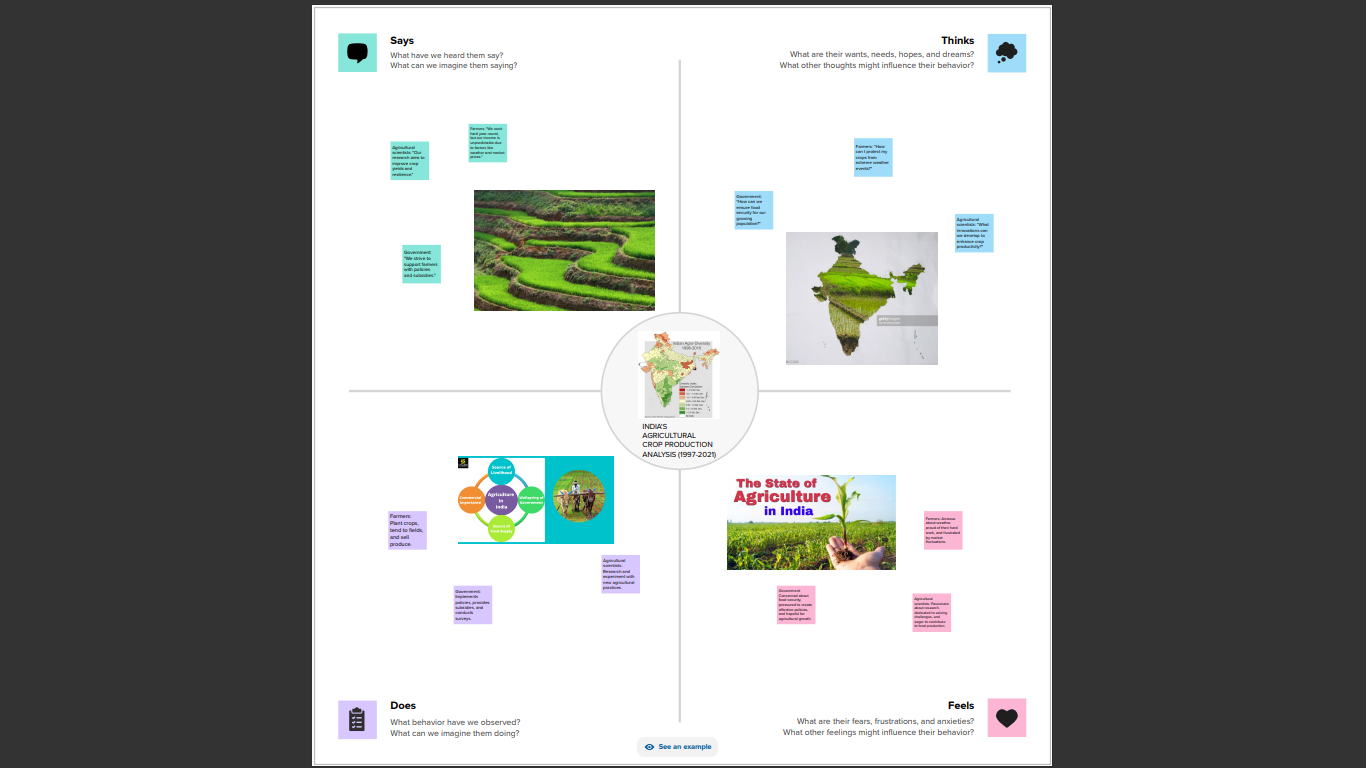 Says
What have we heard them say?
What can we imagine them saying?
Thinks
What are their wants, needs, hopes, and dreams?
What other thoughts might influence their behavior?
Farmers: "We work
hard year round,
but our income is
unpredictable due
to factors like
weather and market
prices."
Agricultural
scientists: "Our
research aims to
improve crop
yields and
resilience."
Government:
"We strive to
support farmers
with policies
and subsidies."
Farmers: "How
can I protect my
crops from
extreme weather
events?"
Government:
"How can we
ensure food
security for our
growing
population?"
Agricultural
scientists: "What
innovations can
we develop to
enhance crop
productivity?"
gettyimages
INDIA'S
AGRICULTURAL
CROP PRODUCTION
ANALYSIS (1997-2021)
Source of
Livelihood
Commercial
Importance
Agriculture
in
India
Wellspring of
Government
Source of
Food Supply
Farmers:
Plant crops,
tend to fields,
and sell
produce.
Agricultural
scientists:
Research and
experiment with
new agricultural
practices.
Government:
Implements
policies, provides
subsidies, and
conducts
surveys.
The State of
Agriculture
in India
Farmers: Anxious
about weather,
proud of their hard
work, and frustrated
by market
fluctuations.
Government:
Concerned about
food security,
pressured to create
effective policies,
and hopeful for
agricultural growth.
Agricultural
scientists: Passionate
about research,
dedicated to solving
challenges, and
eager to contribute
to food production.
Does
What behavior have we observed?
What can we imagine them doing?
Feels
What are their fears, frustrations, and anxieties?
What other feelings might influence their behavior?
See an example